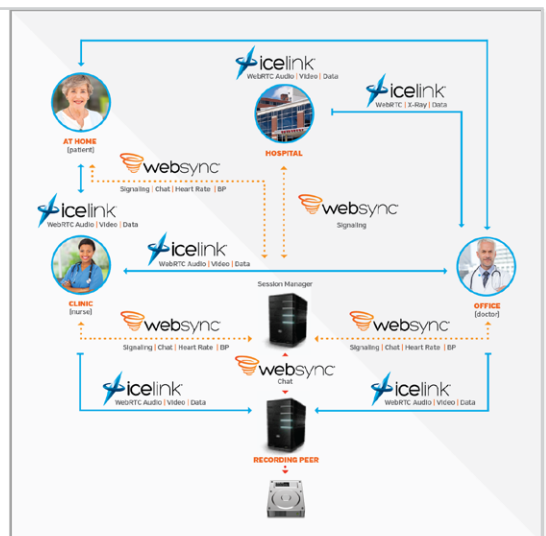 icelink
WebRTC Audio | Video | Data
icelink
WebRTC | X-Ray | Data
AT HOME
[patient]
HOSPITAL
websync
Signaling | Chat | Heart Rate | BP
websync
Signaling
icelink
WebRTC Audio | Video | Data
icelink
WebRTC Audio | Video | Data
CLINIC
[nurse]
OFFICE
[doctor]
Session Manager
websync
Signaling | Chat | Heart Rate | BP
websync
Signaling | Chat | Heart Rate | BP
websync
Chat
icelink
WebRTC Audio | Video | Data
icelink
WebRTC Audio | Video | Data
RECORDING PEER